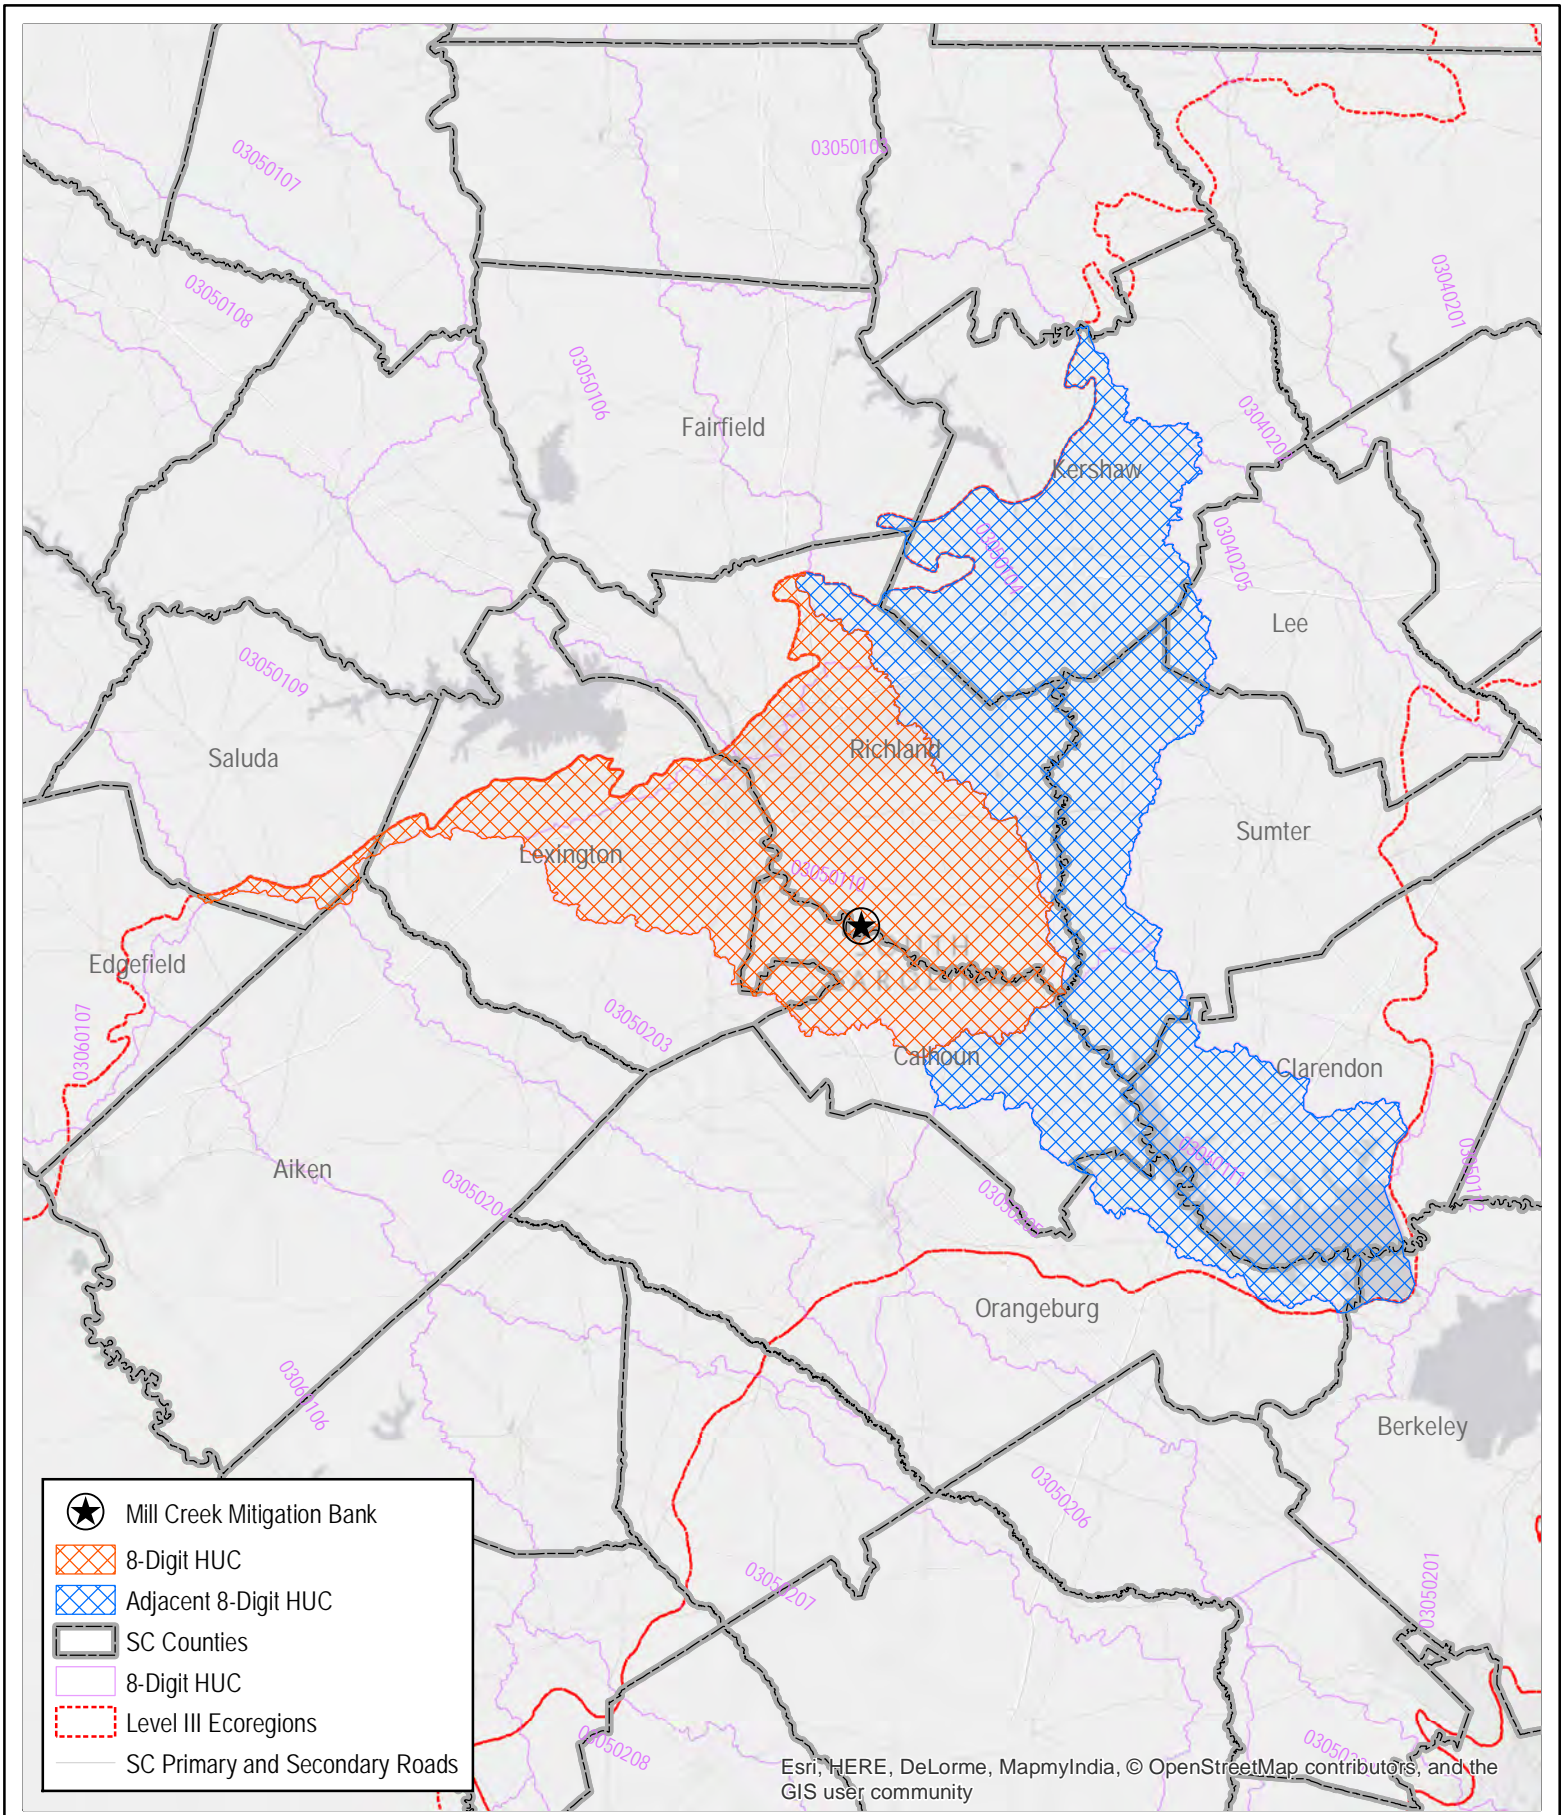 03050107
03050108
03040201
03050106
Fairfield
Kershaw
03050104
03040205
Lee
03050109
Saluda
Richland
Sumter
Lexington
03050110
Edgefield
03060107
03050203
Calhoun
Clarendon
Aiken
03050204
03050111
Orangeburg
03060106
Berkeley
03050206
03050207
03050201
03050208
Mill Creek Mitigation Bank
8-Digit HUC
Adjacent 8-Digit HUC
SC Counties
8-Digit HUC
Level III Ecoregions
SC Primary and Secondary Roads
Esri, HERE, DeLorme, MapmyIndia, © OpenStreetMap contributors, and the
GIS user community